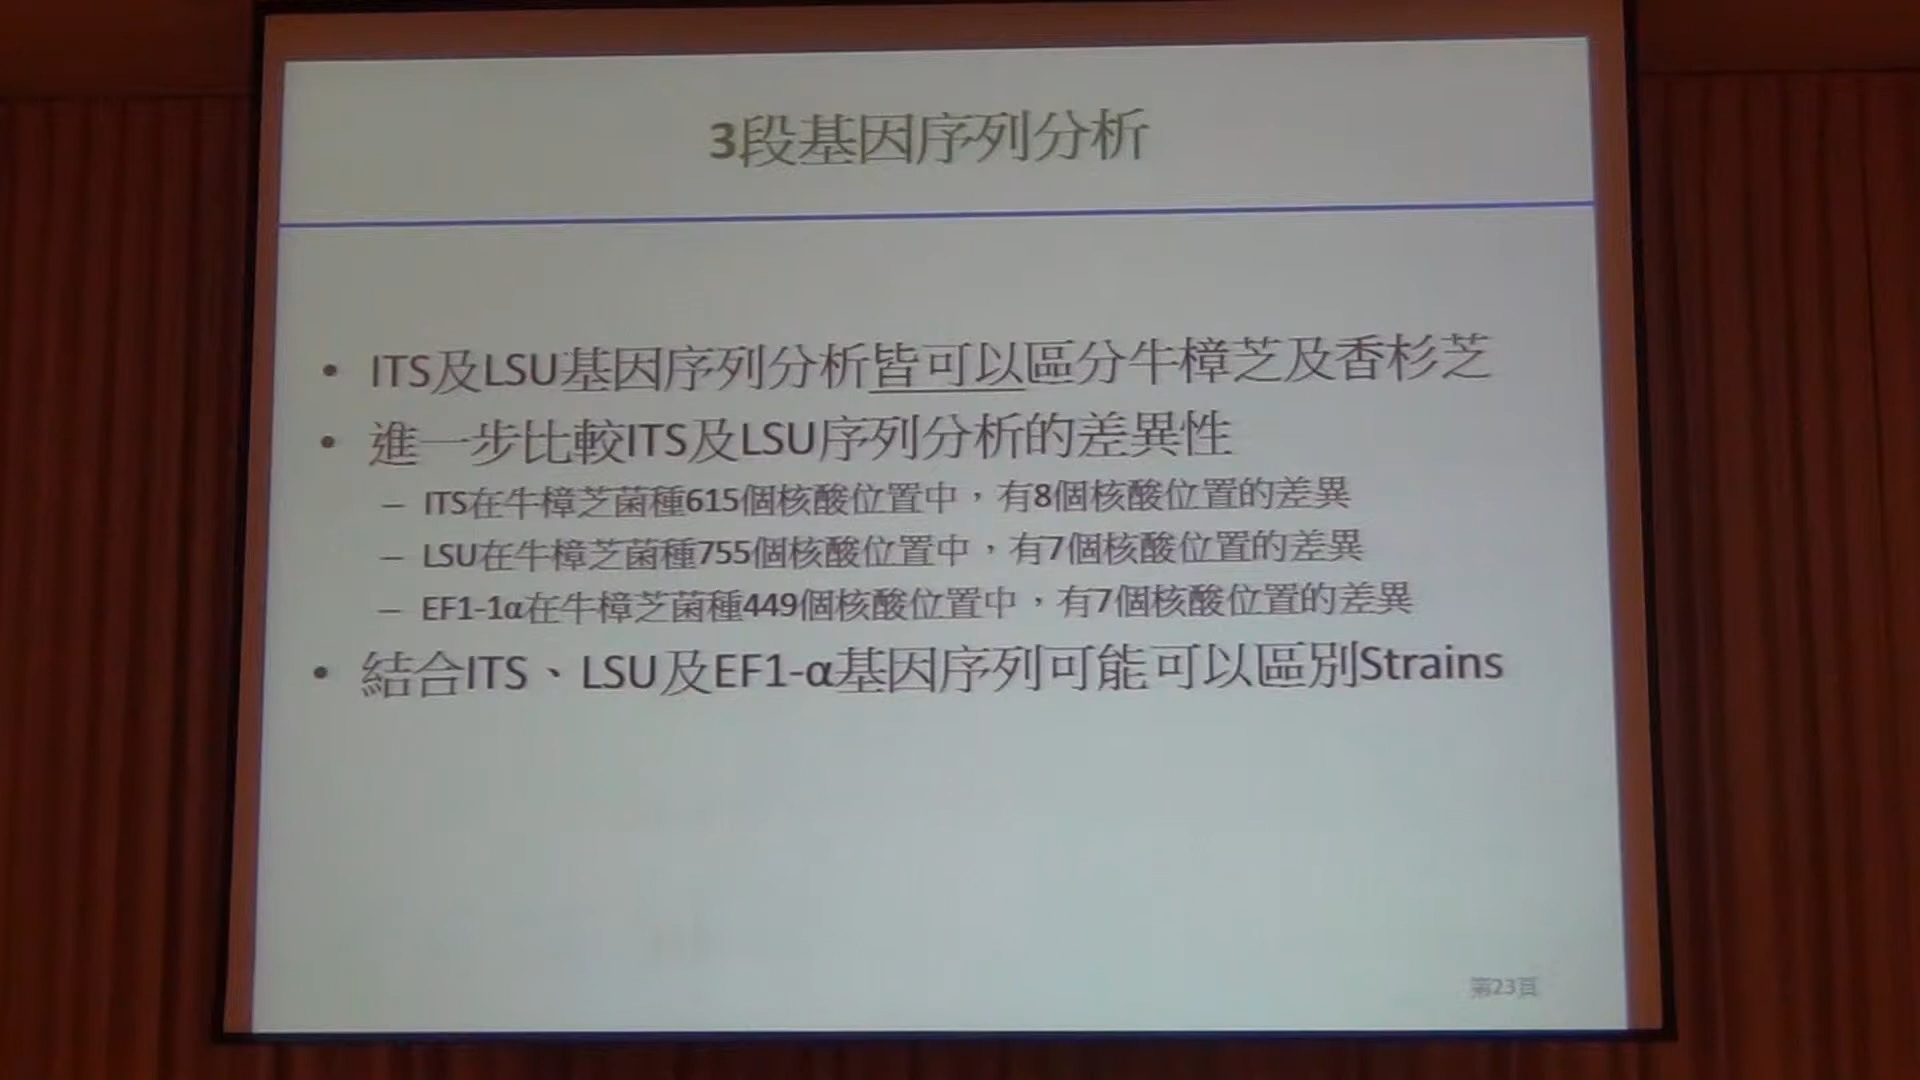 3段基因序列分析
• ITS及LSU基因序列分析皆可以區分牛樟芝及香杉芝
• 進一步比較ITS及LSU序列分析的差異性
– ITS在牛樟芝菌種615個核酸位置中，有8個核酸位置的差異
– LSU在牛樟芝菌種755個核酸位置中，有7個核酸位置的差異
– EF1-1α在牛樟芝菌種449個核酸位置中，有7個核酸位置的差異
• 結合ITS、LSU及EF1-α基因序列可能可以區別Strains
第23頁